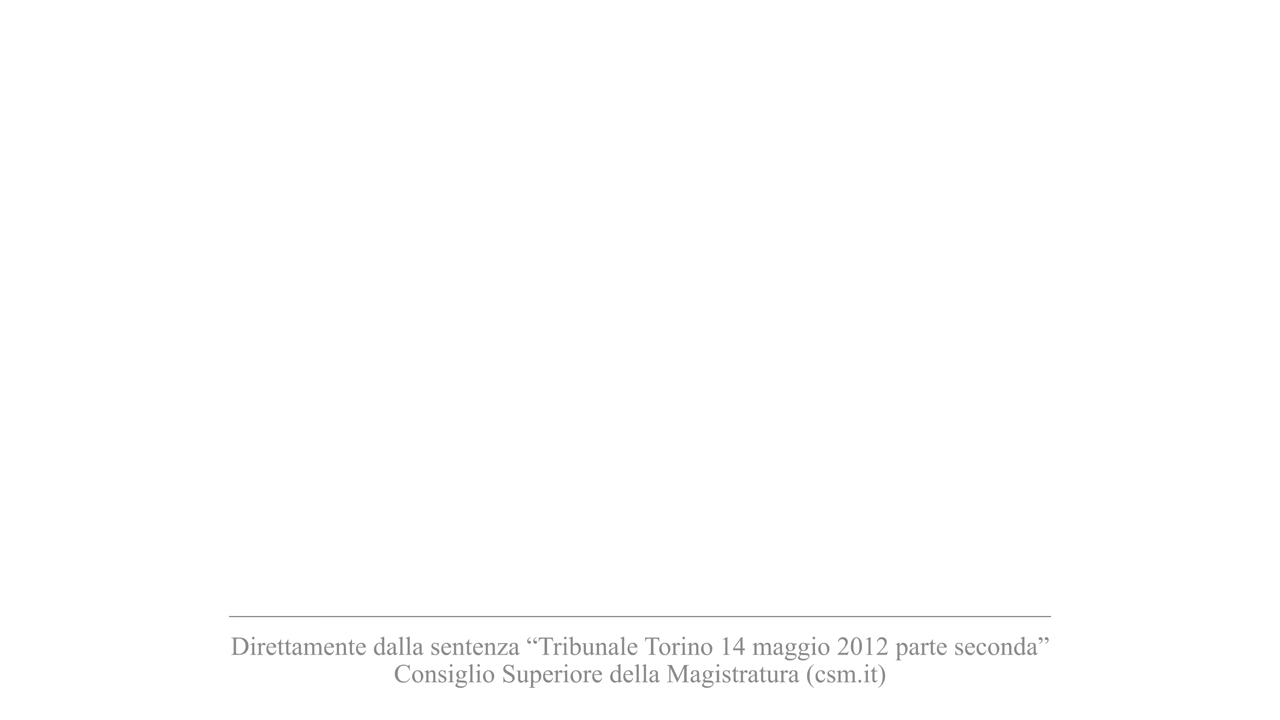 Direttamente dalla sentenza “Tribunale Torino 14 maggio 2012 parte seconda”
Consiglio Superiore della Magistratura (csm.it)